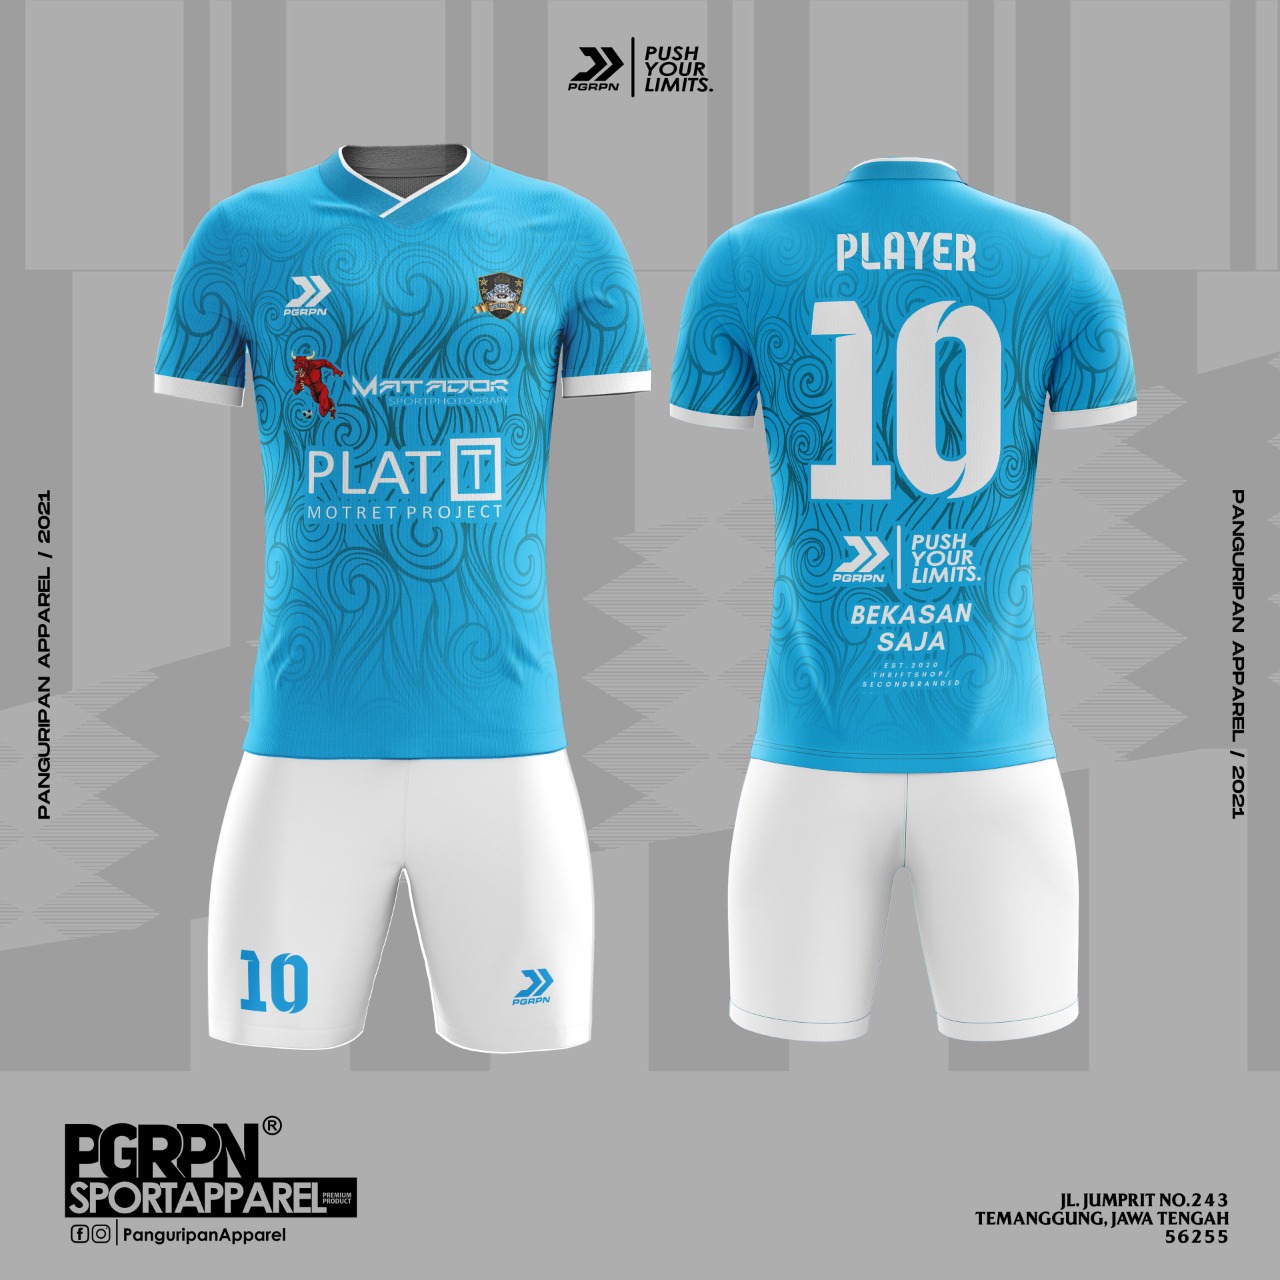 PGRPN
PUSH
YOUR
LIMITS.
PGRPN
MATADOR
SPORTPHOTOGRAPY
PLAT T
MOTRET PROJECT
10
PGRPN
PLAYER
10
PGRPN
PUSH
YOUR
LIMITS.
BEKASAN
SAJA
EST.2020
THRIFTSHOP/
SECONDBRANDED
PANGURIPAN APPAREL / 2021
PANGURIPAN APPAREL / 2021
PGRPN®
SPORTAPPAREL PREMIUM
PRODUCT
PanguripanApparel
JL. JUMPRIT NO.243
TEMANGGUNG, JAWA TENGAH
56255